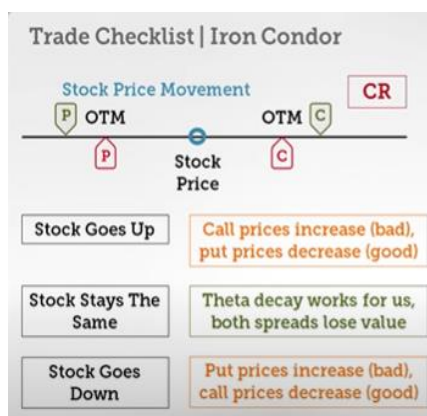 Trade Checklist | Iron Condor
Stock Price Movement
CR
P OTM
OTM C
P
C
Stock
Price
Stock Goes Up
Call prices increase (bad),
put prices decrease (good)
Stock Stays The
Same
Theta decay works for us,
both spreads lose value
Stock Goes
Down
Put prices increase (bad),
call prices decrease (good)